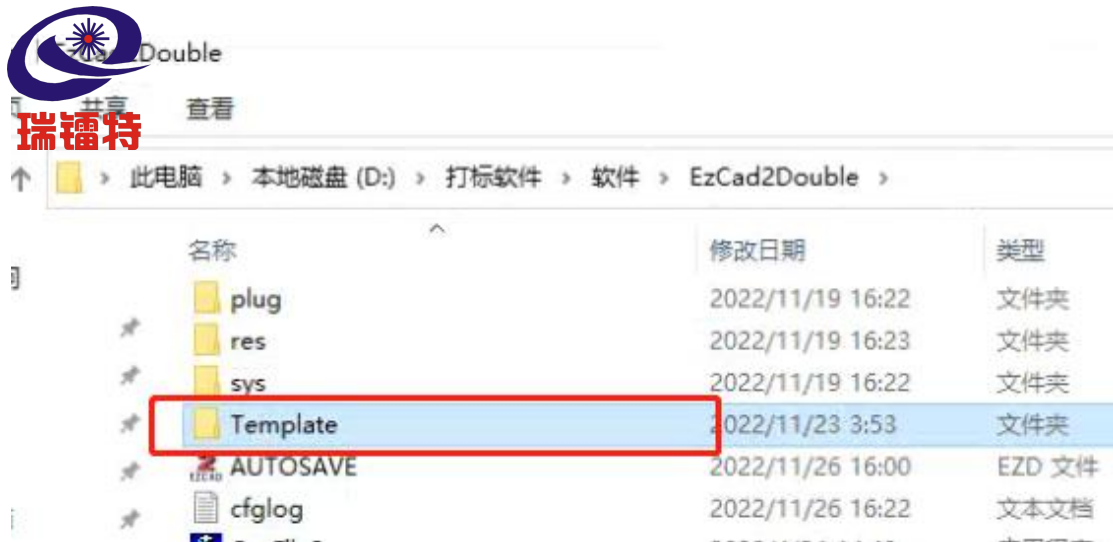 EzCad2Double
共享 查看
瑞镭特
此电脑 › 本地磁盘 (D:) › 打标软件 › 软件 › EzCad2Double ›
名称 修改日期 类型
plug 2022/11/19 16:22 文件夹
res 2022/11/19 16:23 文件夹
sys 2022/11/19 16:22 文件夹
Template 2022/11/23 3:53 文件夹
EZCAD AUTOSAVE 2022/11/26 16:00 EZD 文件
cfglog 2022/11/26 16:22 文本文档